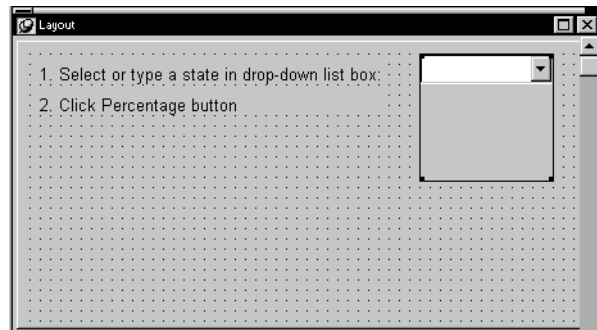 Layout
1. Select or type a state in drop-down list box:
2. Click Percentage button